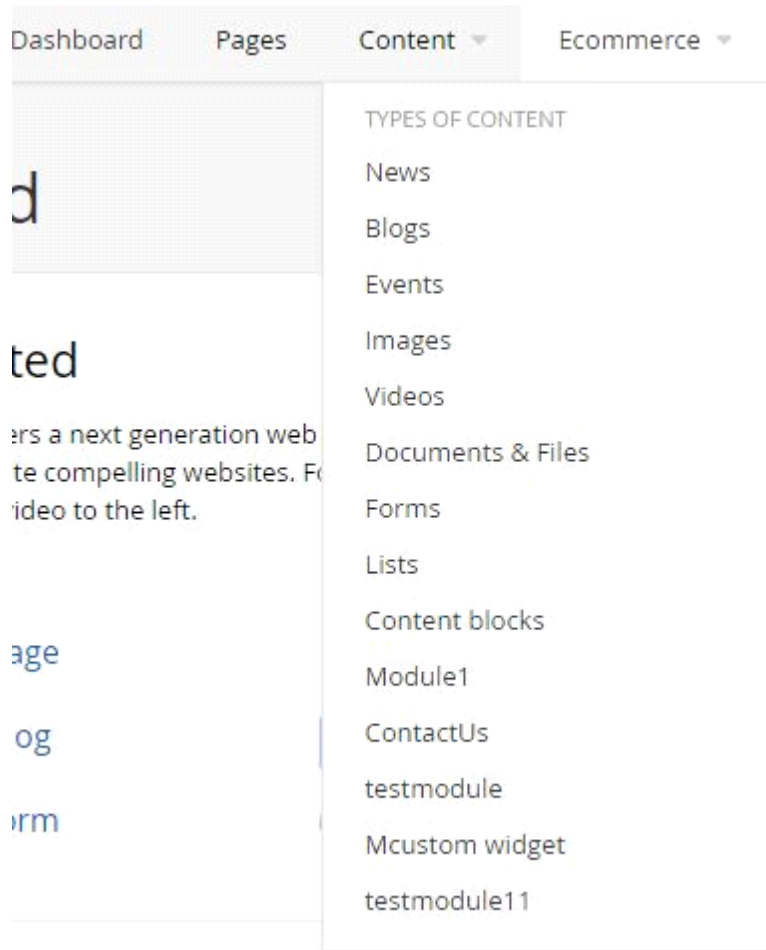 Dashboard Pages Content Ecommerce
TYPES OF CONTENT
News
Blogs
Events
Images
Videos
Documents & Files
Forms
Lists
Content blocks
Module1
ContactUs
testmodule
Mcustom widget
testmodule11
d
ted
ers a next generation web
te compelling websites. Fo
ideo to the left.
age
og
orm